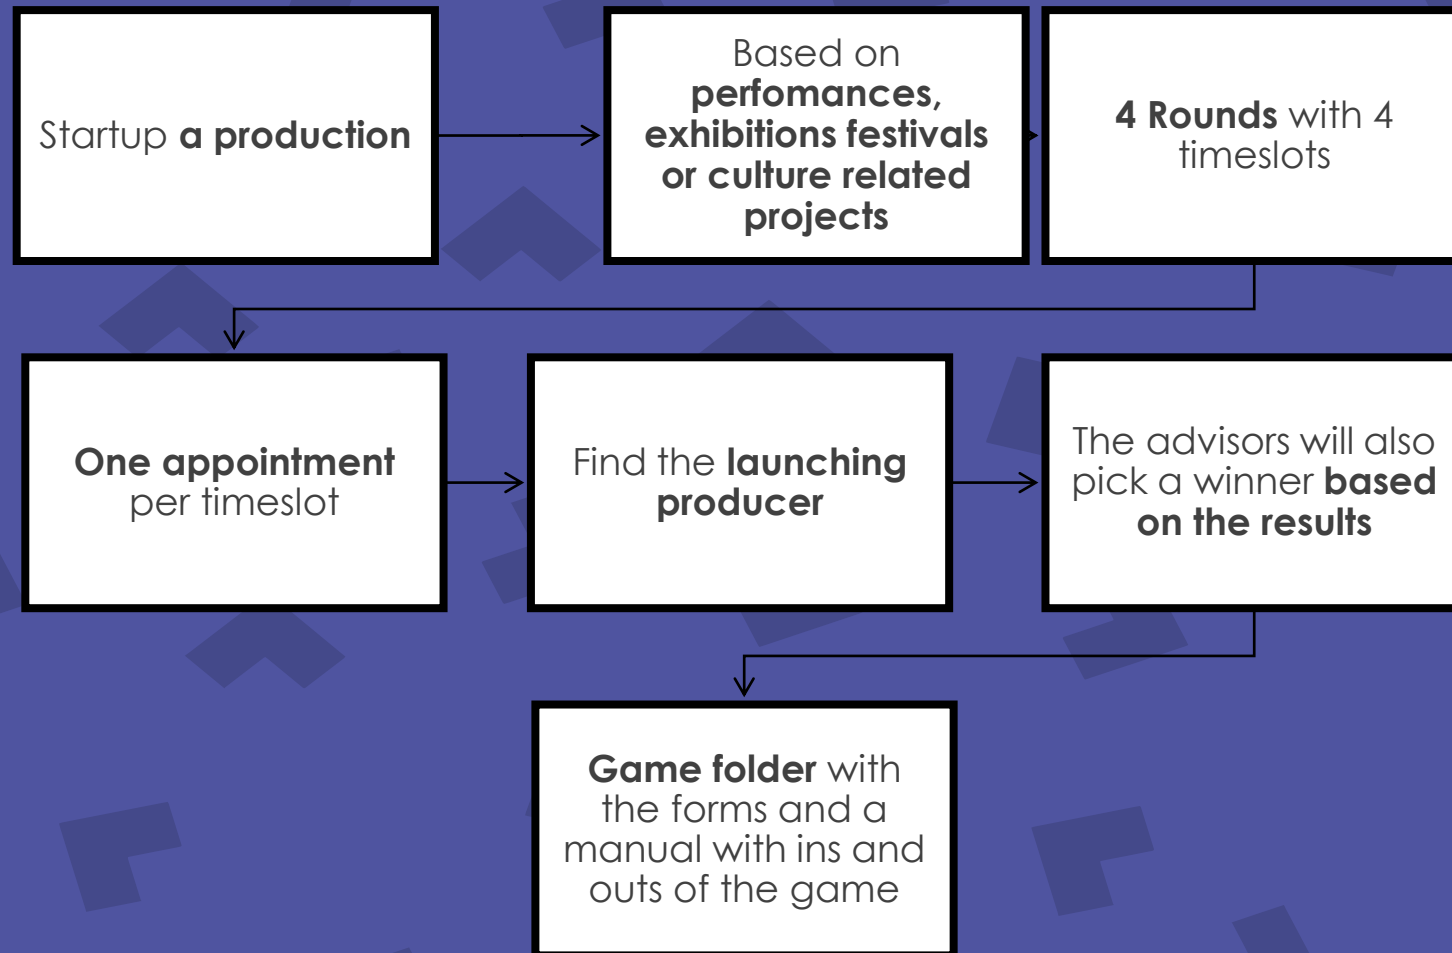 Startup a production
Based on
perfomances,
exhibitions festivals
or culture related
projects
4 Rounds with 4
timeslots
One appointment
per timeslot
Find the launching
producer
The advisors will also
pick a winner based
on the results
Game folder with
the forms and a
manual with ins and
outs of the game